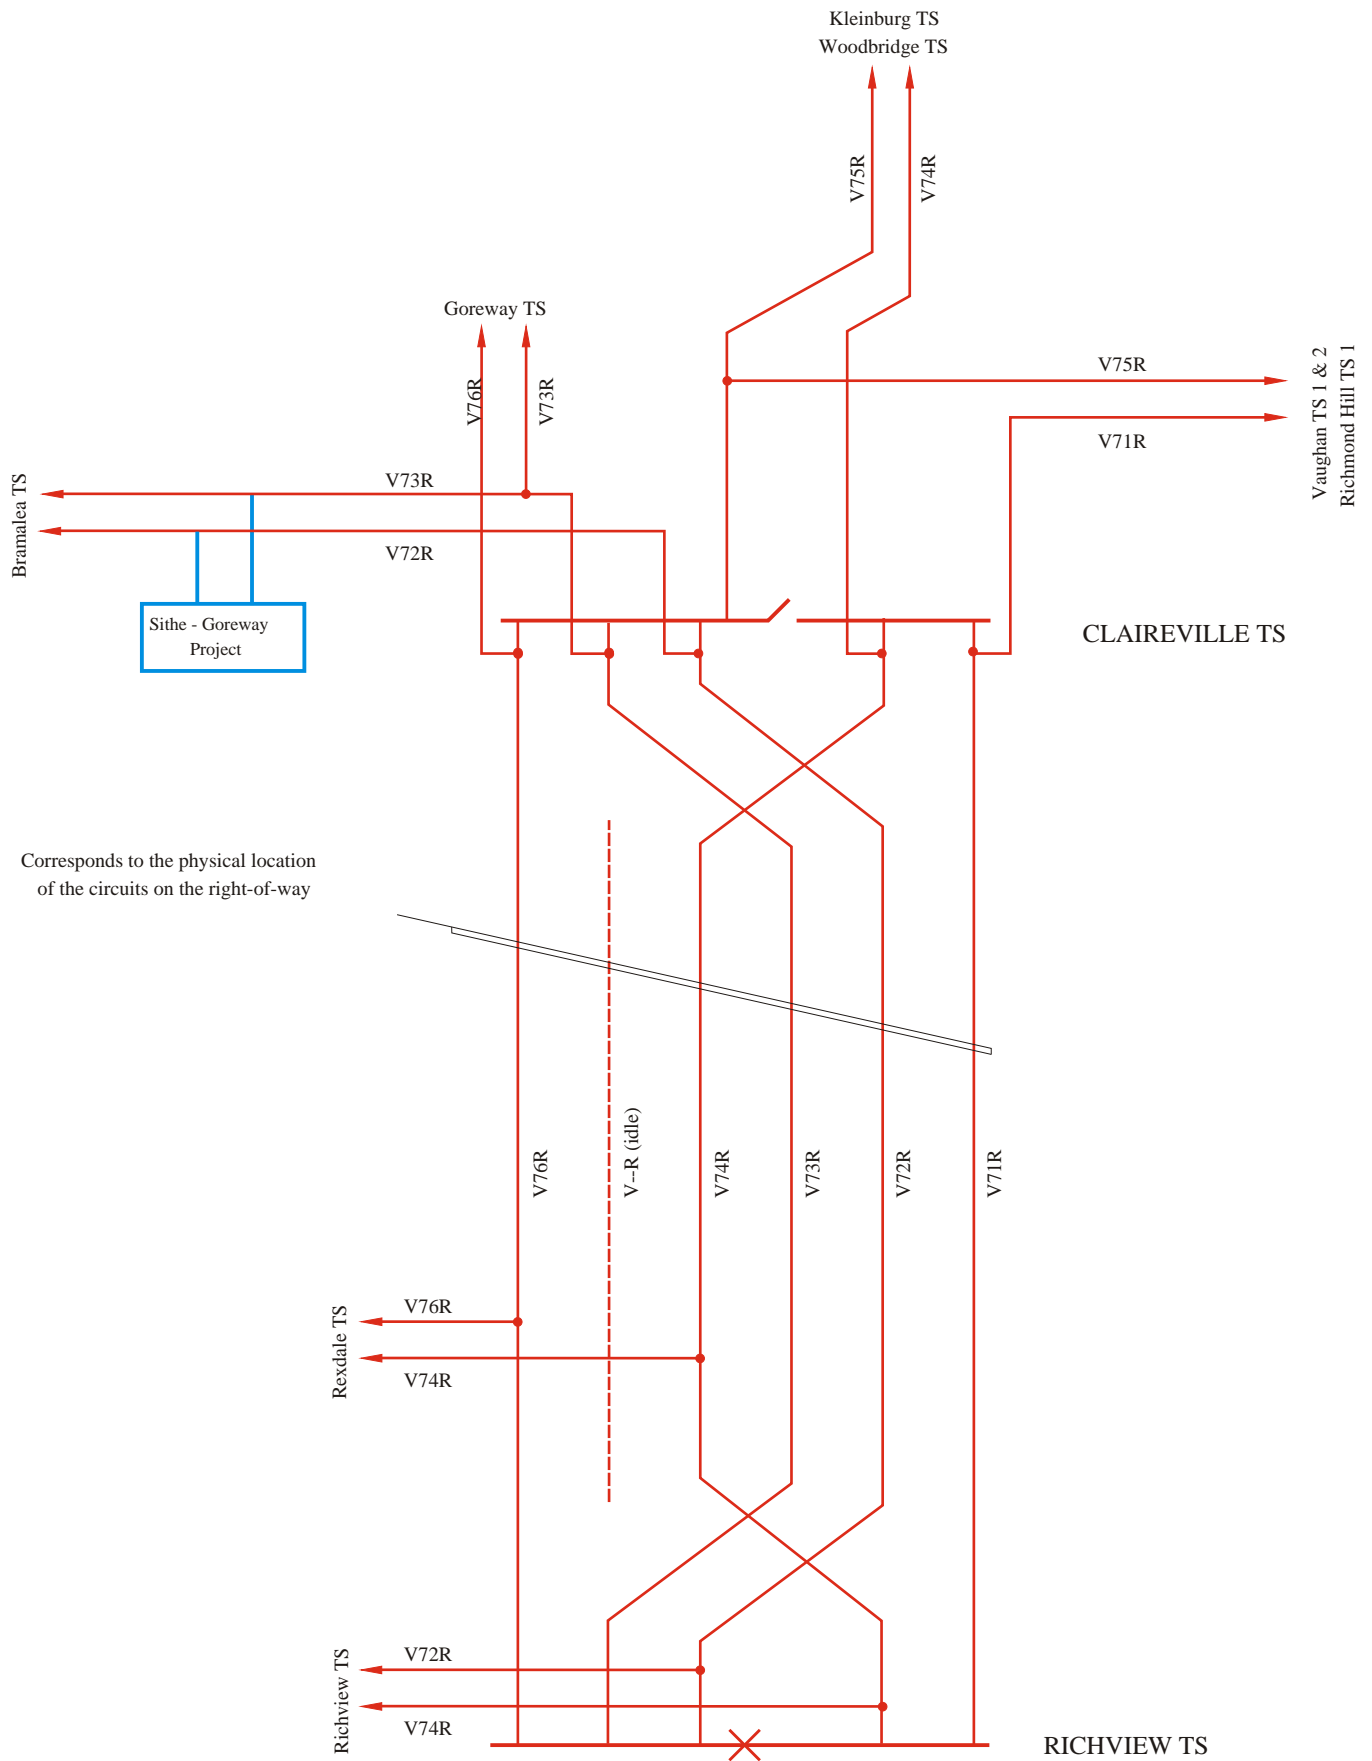 Kleinburg TS
Woodbridge TS
V75R
V74R
Goreway TS
V76R
V73R
V75R
V71R
Vaughan TS 1 & 2
Richmond Hill TS 1
V73R
V72R
Bramalea TS
Sithe - Goreway
Project
CLAIREVILLE TS
Corresponds to the physical location
of the circuits on the right-of-way
V76R
V--R (idle)
V74R
V73R
V72R
V71R
V76R
V74R
Rexdale TS
V72R
V74R
Richview TS
RICHVIEW TS